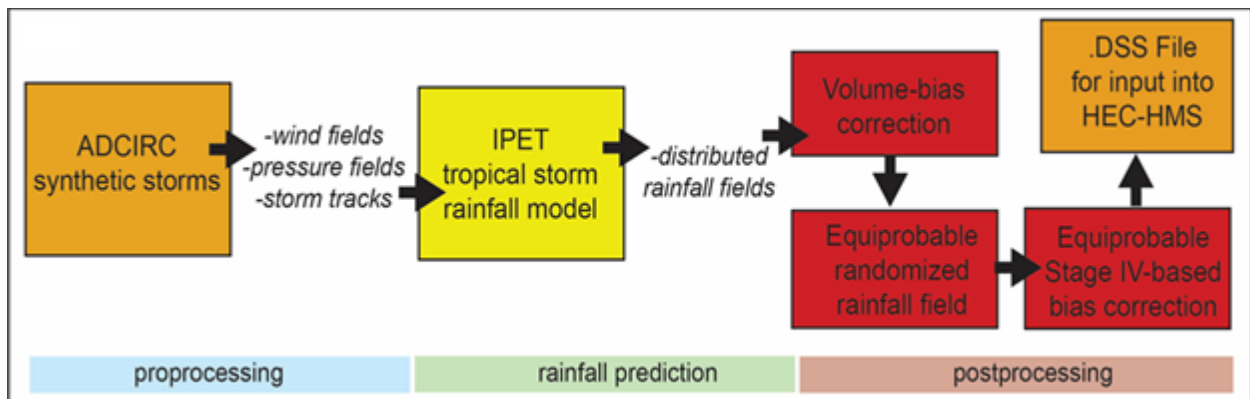 ADCIRC
synthetic storms
-wind fields
-pressure fields
-storm tracks
IPET
tropical storm
rainfall model
-distributed
rainfall fields
Volume-bias
correction
Equiprobable
randomized
rainfall field
Equiprobable
Stage IV-based
bias correction
.DSS File
for input into
HEC-HMS
proprocessing
rainfall prediction
postprocessing